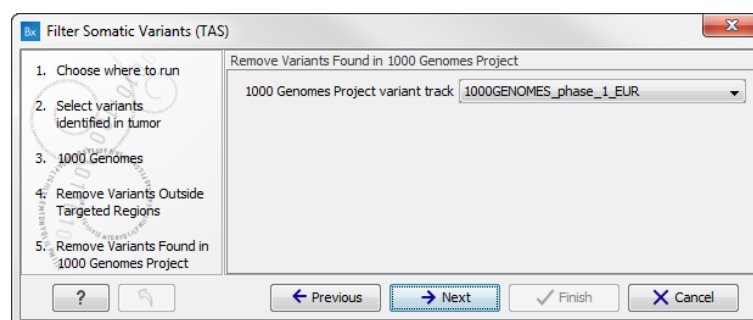 Bx Filter Somatic Variants (TAS)
x
1. Choose where to run
2. Select variants
identified in tumor
3. 1000 Genomes
4. Remove Variants Outside
Targeted Regions
5. Remove Variants Found in
1000 Genomes Project
Remove Variants Found in 1000 Genomes Project
1000 Genomes Project variant track 1000GENOMES_phase_1_EUR
? Previous Next Finish Cancel